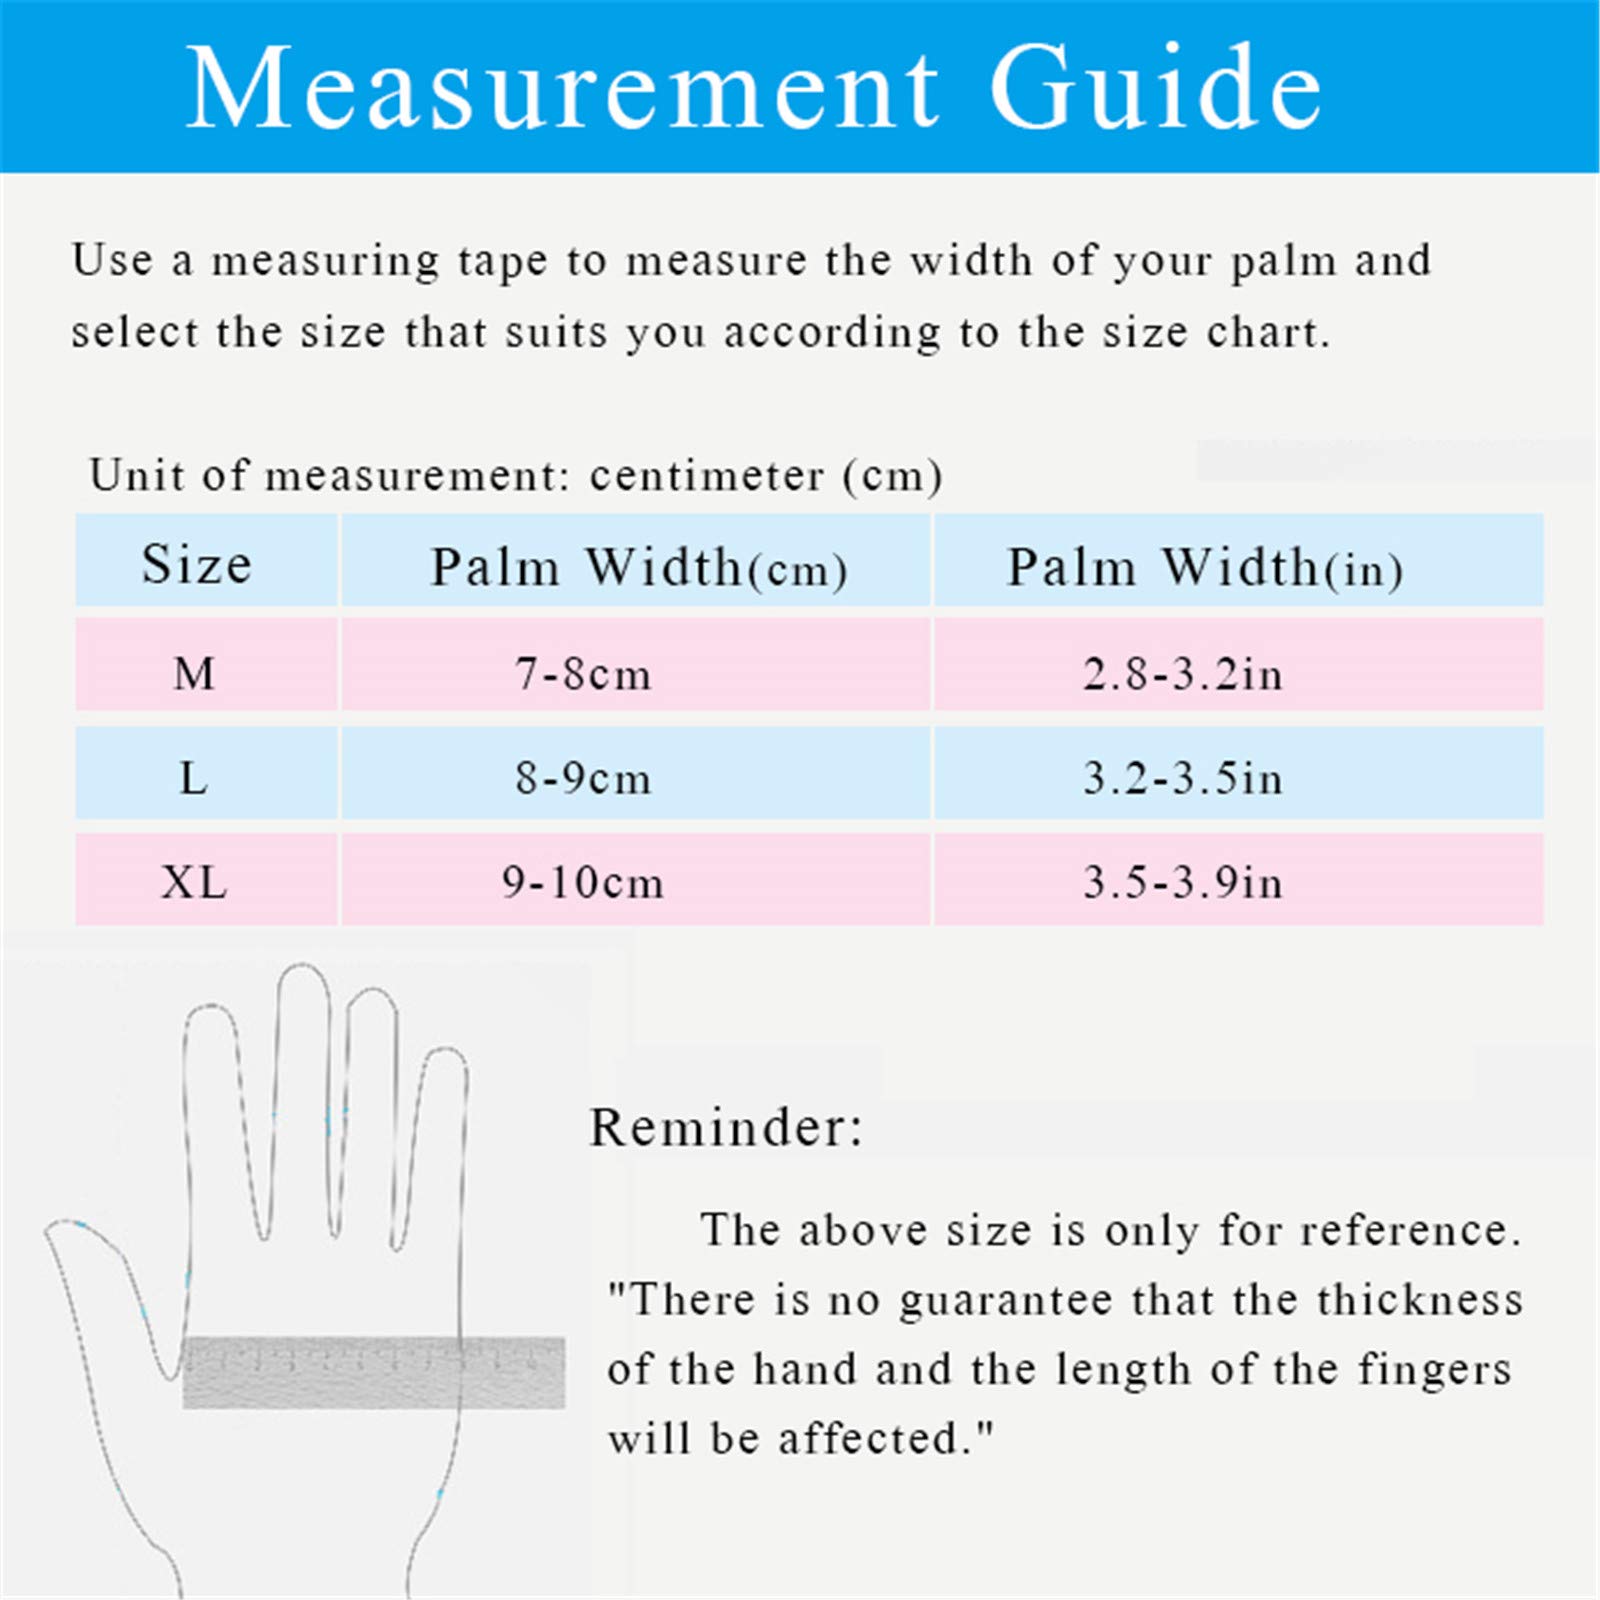 Measurement Guide
Use a measuring tape to measure the width of your palm and
select the size that suits you according to the size chart.
Unit of measurement: centimeter (cm)
Size Palm Width(cm) Palm Width(in)
M 7-8cm 2.8-3.2in
L 8-9cm 3.2-3.5in
XL 9-10cm 3.5-3.9in
Reminder:
The above size is only for reference.
"There is no guarantee that the thickness
of the hand and the length of the fingers
will be affected."